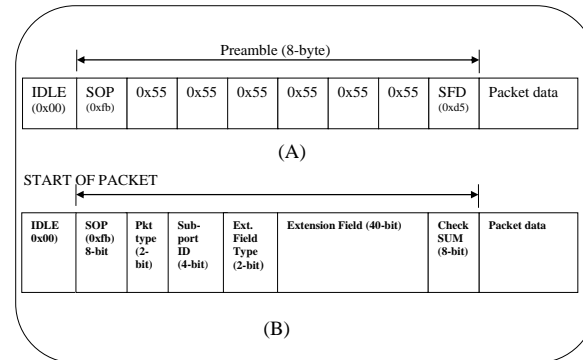 Preamble (8-byte)
IDLE SOP 0x55 0x55 0x55 0x55 0x55 0x55 SFD Packet data
(0x00) (0xfb) (0xd5)
(A)
START OF PACKET
IDLE SOP Pkt Sub- Ext. Extension Field (40-bit) Check Packet data
0x00) (0xfb) type port Field SUM
8-bit (2- ID Type (8-bit)
bit) (4-bit) (2-bit)
(B)